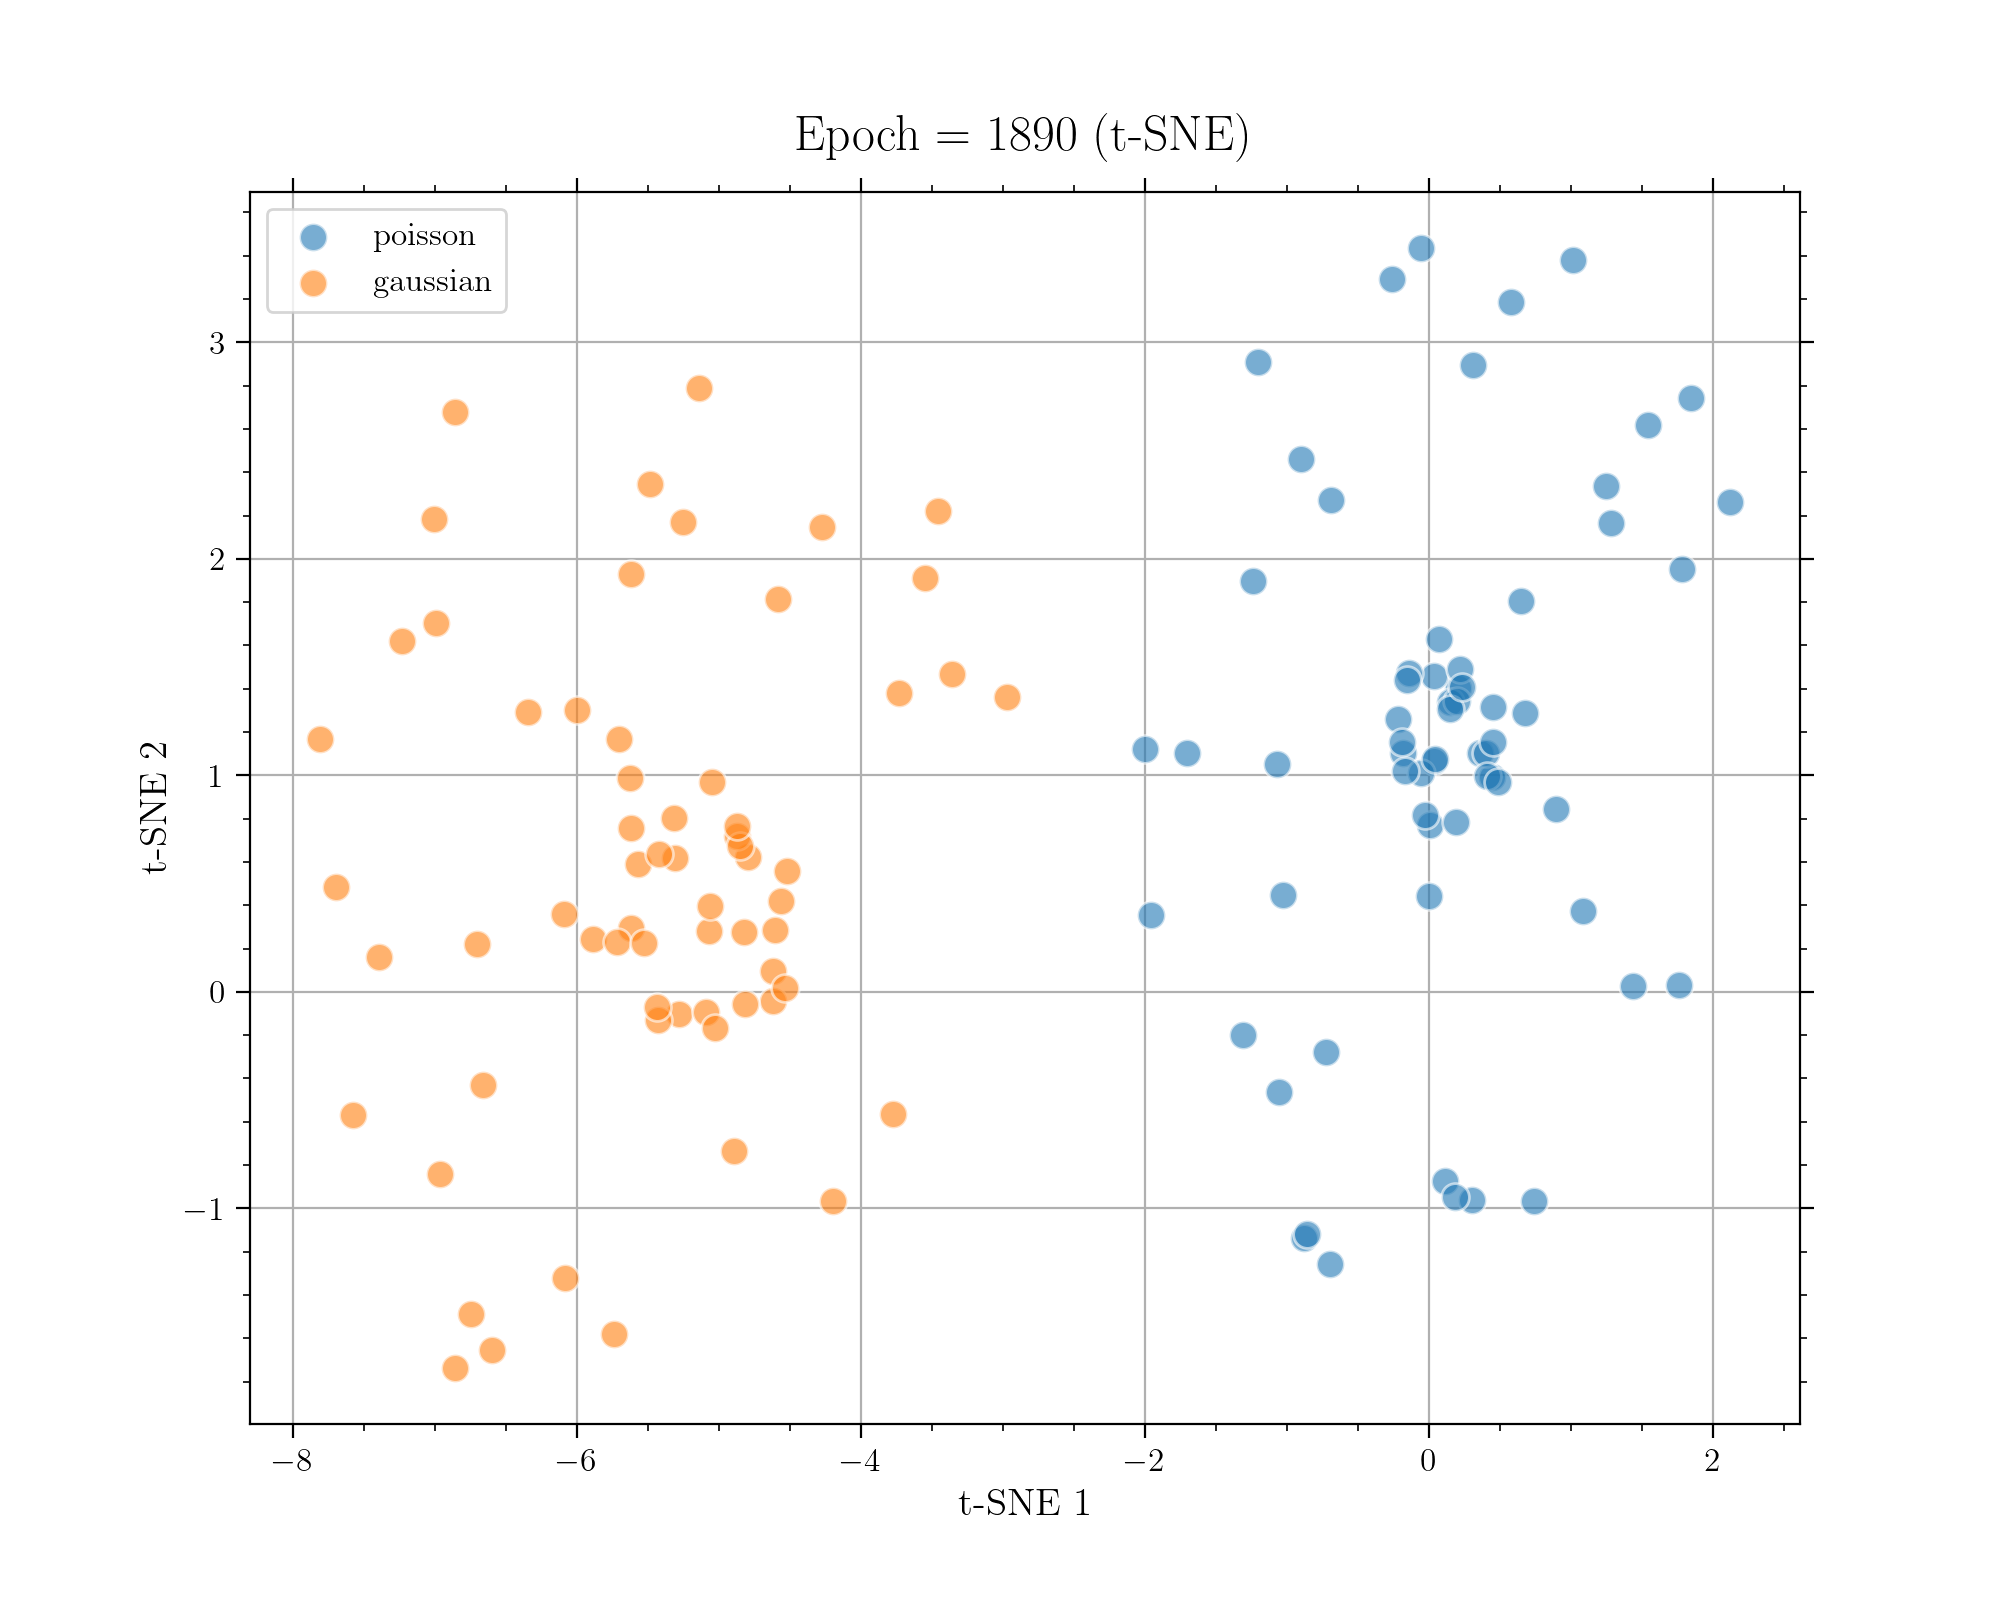 Epoch = 1890 (t-SNE)
poisson
gaussian
3
2
1
0
−1
t-SNE 2
−8 −6 −4 −2 0 2
t-SNE 1